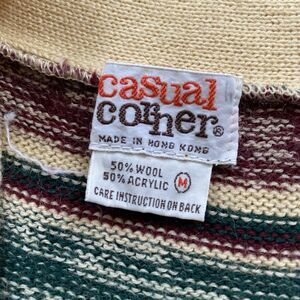 casual
corner®
MADE IN HONG KONG
50% WOOL
50% ACRYLIC M
CARE INSTRUCTION ON BACK